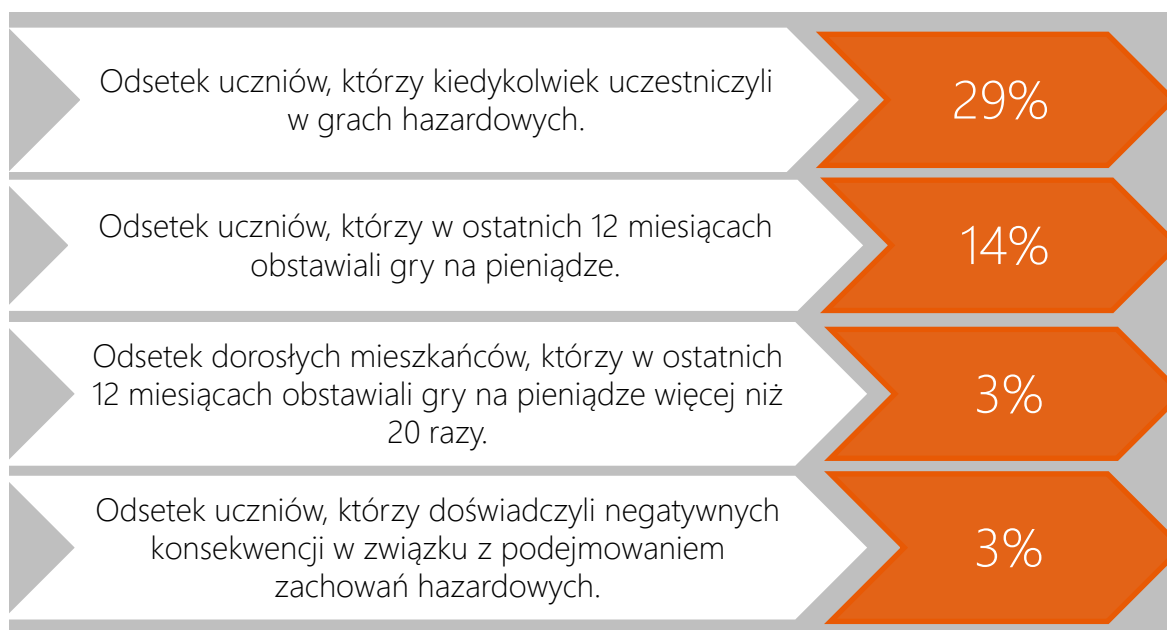 Odsetek uczniów, którzy kiedykolwiek uczestniczyli
w grach hazardowych.
29%
Odsetek uczniów, którzy w ostatnich 12 miesiącach
obstawiali gry na pieniądze.
14%
Odsetek dorosłych mieszkańców, którzy w ostatnich
12 miesiącach obstawiali gry na pieniądze więcej niż
20 razy.
3%
Odsetek uczniów, którzy doświadczyli negatywnych
konsekwencji w związku z podejmowaniem
zachowań hazardowych.
3%